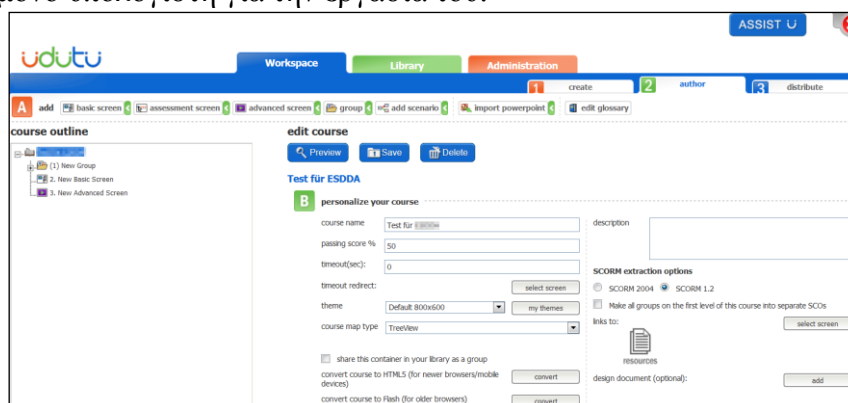 ASSIST U
udutu
Workspace Library Administration
1 create 2 author 3 distribute
A add basic screen assessment screen advanced screen group add scenario import powerpoint edit glossary
course outline
(1) New Group
2. New Basic Screen
3. New Advanced Screen
edit course
Preview Save Delete
Test für ESDDA
B personalize your course
course name Test für
passing score % 50
timeout(sec): 0
timeout redirect: select screen
theme Default 800x600 my themes
course map type TreeView
share this container in your library as a group
convert course to HTML5 (for newer browsers/mobile
devices) convert
convert course to Flash (for older browsers) convert
description
SCORM extraction options
SCORM 2004 SCORM 1.2
Make all groups on the first level of this course into separate SCOs
links to: select screen
resources
design document (optional): add